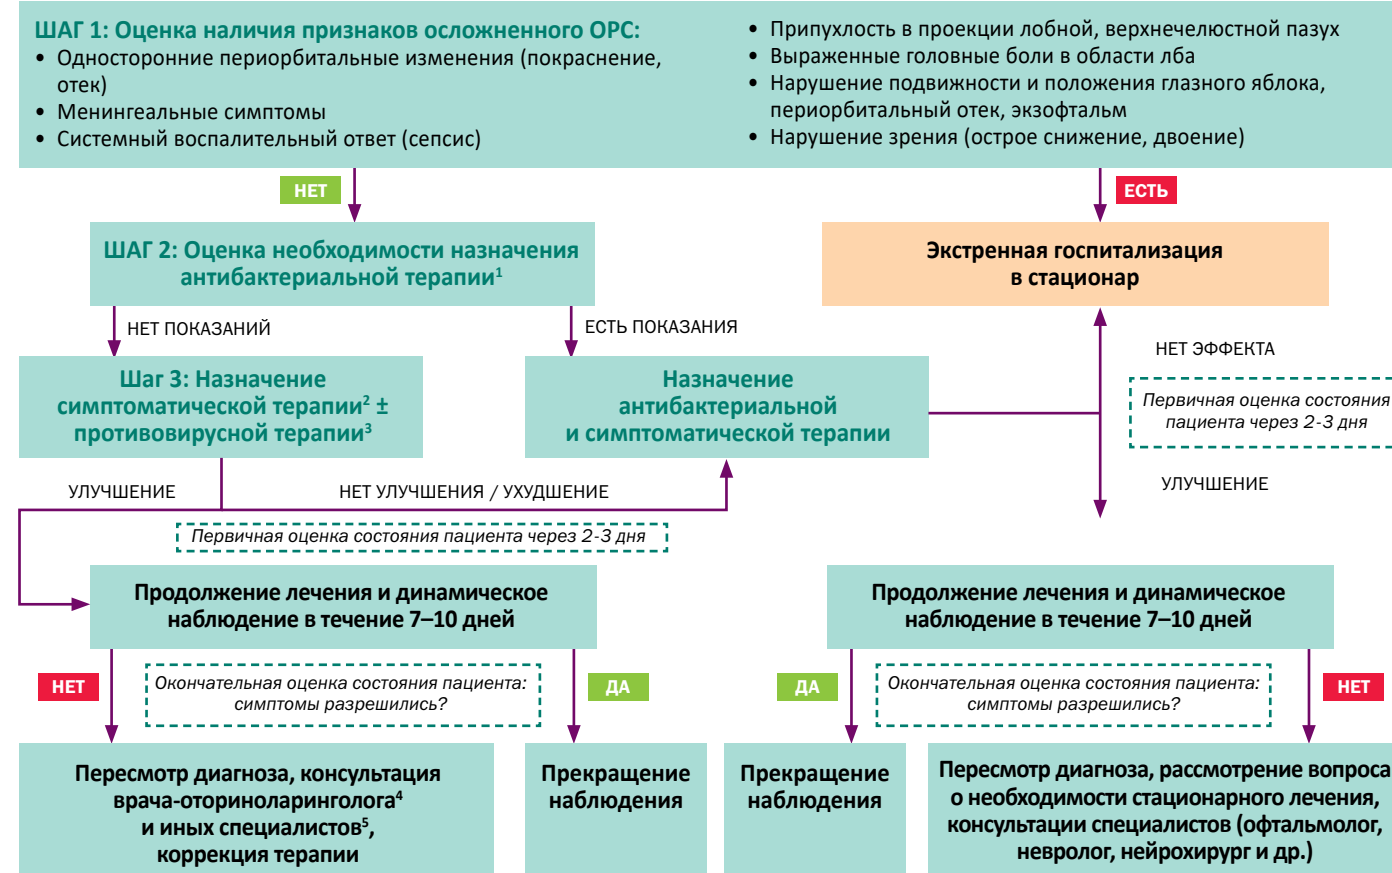 ШАГ 1: Оценка наличия признаков осложненного ОРС:
• Односторонние периорбитальные изменения (покраснение,
отек)
• Менингеальные симптомы
• Системный воспалительный ответ (сепсис)
• Припухлость в проекции лобной, верхнечелюстной пазух
• Выраженные головные боли в области лба
• Нарушение подвижности и положения глазного яблока,
периорбитальный отек, экзофтальм
• Нарушение зрения (острое снижение, двоение)
НЕТ
ЕСТЬ
ШАГ 2: Оценка необходимости назначения
антибактериальной терапии¹
Экстренная госпитализация
в стационар
НЕТ ПОКАЗАНИЙ
ЕСТЬ ПОКАЗАНИЯ
Шаг 3: Назначение
симптоматической терапии² ±
противовирусной терапии³
Назначение
антибактериальной
и симптоматической терапии
НЕТ ЭФФЕКТА
Первичная оценка состояния
пациента через 2-3 дня
УЛУЧШЕНИЕ
УЛУЧШЕНИЕ
НЕТ УЛУЧШЕНИЯ / УХУДШЕНИЕ
Первичная оценка состояния пациента через 2-3 дня
Продолжение лечения и динамическое
наблюдение в течение 7–10 дней
Продолжение лечения и динамическое
наблюдение в течение 7–10 дней
НЕТ
Окончательная оценка состояния пациента:
симптомы разрешились?
ДА
ДА
Окончательная оценка состояния пациента:
симптомы разрешились?
НЕТ
Пересмотр диагноза, консультация
врача-оториноларинголога⁴
и иных специалистов⁵,
коррекция терапии
Прекращение
наблюдения
Прекращение
наблюдения
Пересмотр диагноза, рассмотрение вопроса
о необходимости стационарного лечения,
консультации специалистов (офтальмолог,
невролог, нейрохирург и др.)